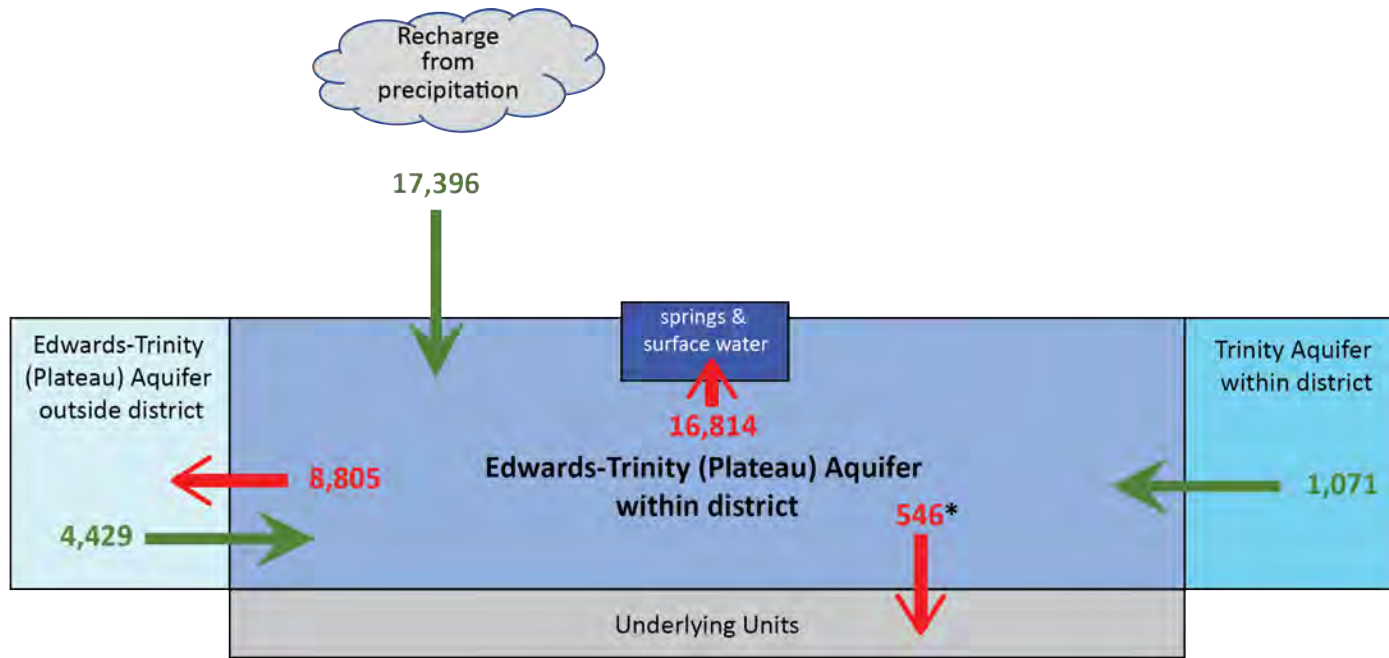 Recharge
from
precipitation
17,396
springs &
surface water
Edwards-Trinity
(Plateau) Aquifer
outside district
Trinity Aquifer
within district
16,814
Edwards-Trinity (Plateau) Aquifer
within district
8,805
1,071
546*
4,429
Underlying Units